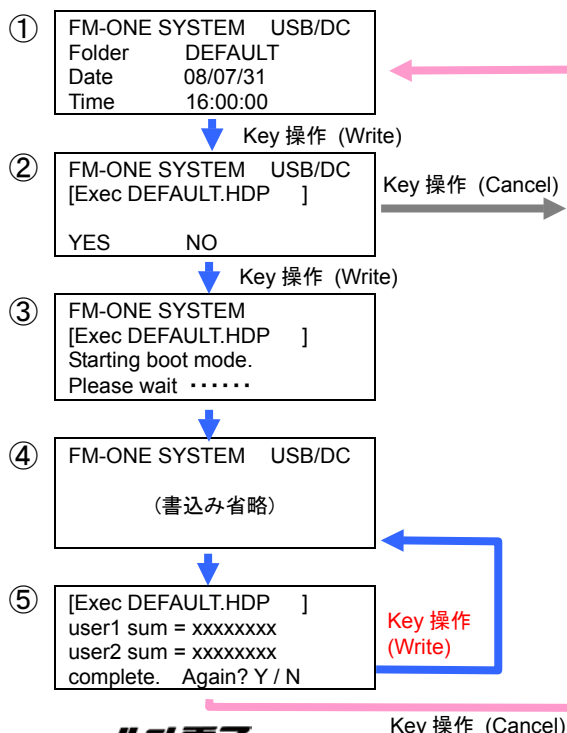 ①
FM-ONE SYSTEM USB/DC
Folder DEFAULT
Date 08/07/31
Time 16:00:00
Key 操作 (Write)
②
FM-ONE SYSTEM USB/DC
[Exec DEFAULT.HDP ]
YES NO
Key 操作 (Cancel)
Key 操作 (Write)
③
FM-ONE SYSTEM
[Exec DEFAULT.HDP ]
Starting boot mode.
Please wait ・・・・・・
④
FM-ONE SYSTEM USB/DC
(書込み省略)
⑤
[Exec DEFAULT.HDP ]
user1 sum = xxxxxxxx
user2 sum = xxxxxxxx
complete. Again? Y / N
Key 操作
(Write)
Key 操作 (Cancel)